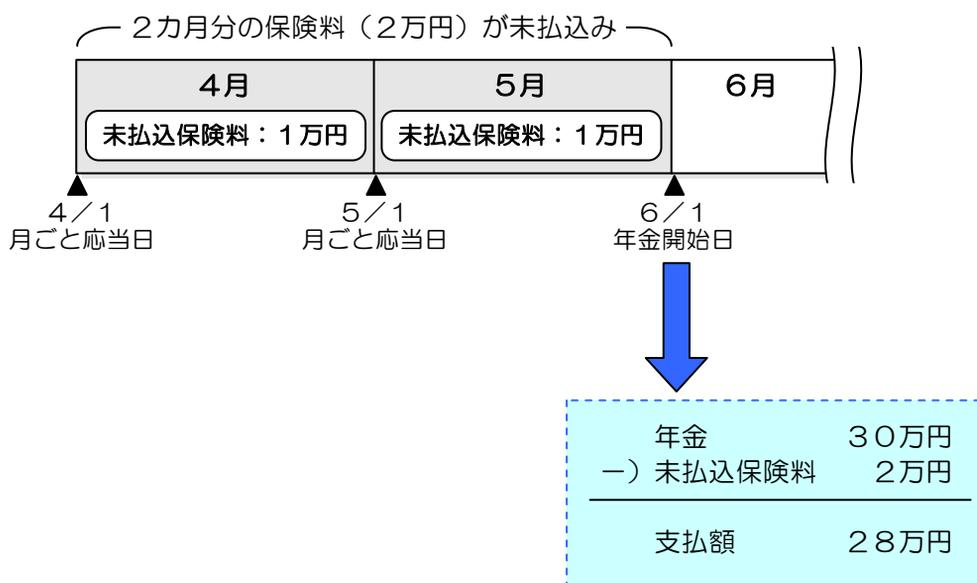 ２カ月分の保険料（２万円）が未払込み
４月
５月
６月
未払込保険料：１万円
未払込保険料：１万円
４／１
月ごと応当日
５／１
月ごと応当日
６／１
年金開始日
年金　３０万円
－）未払込保険料　２万円
支払額　２８万円